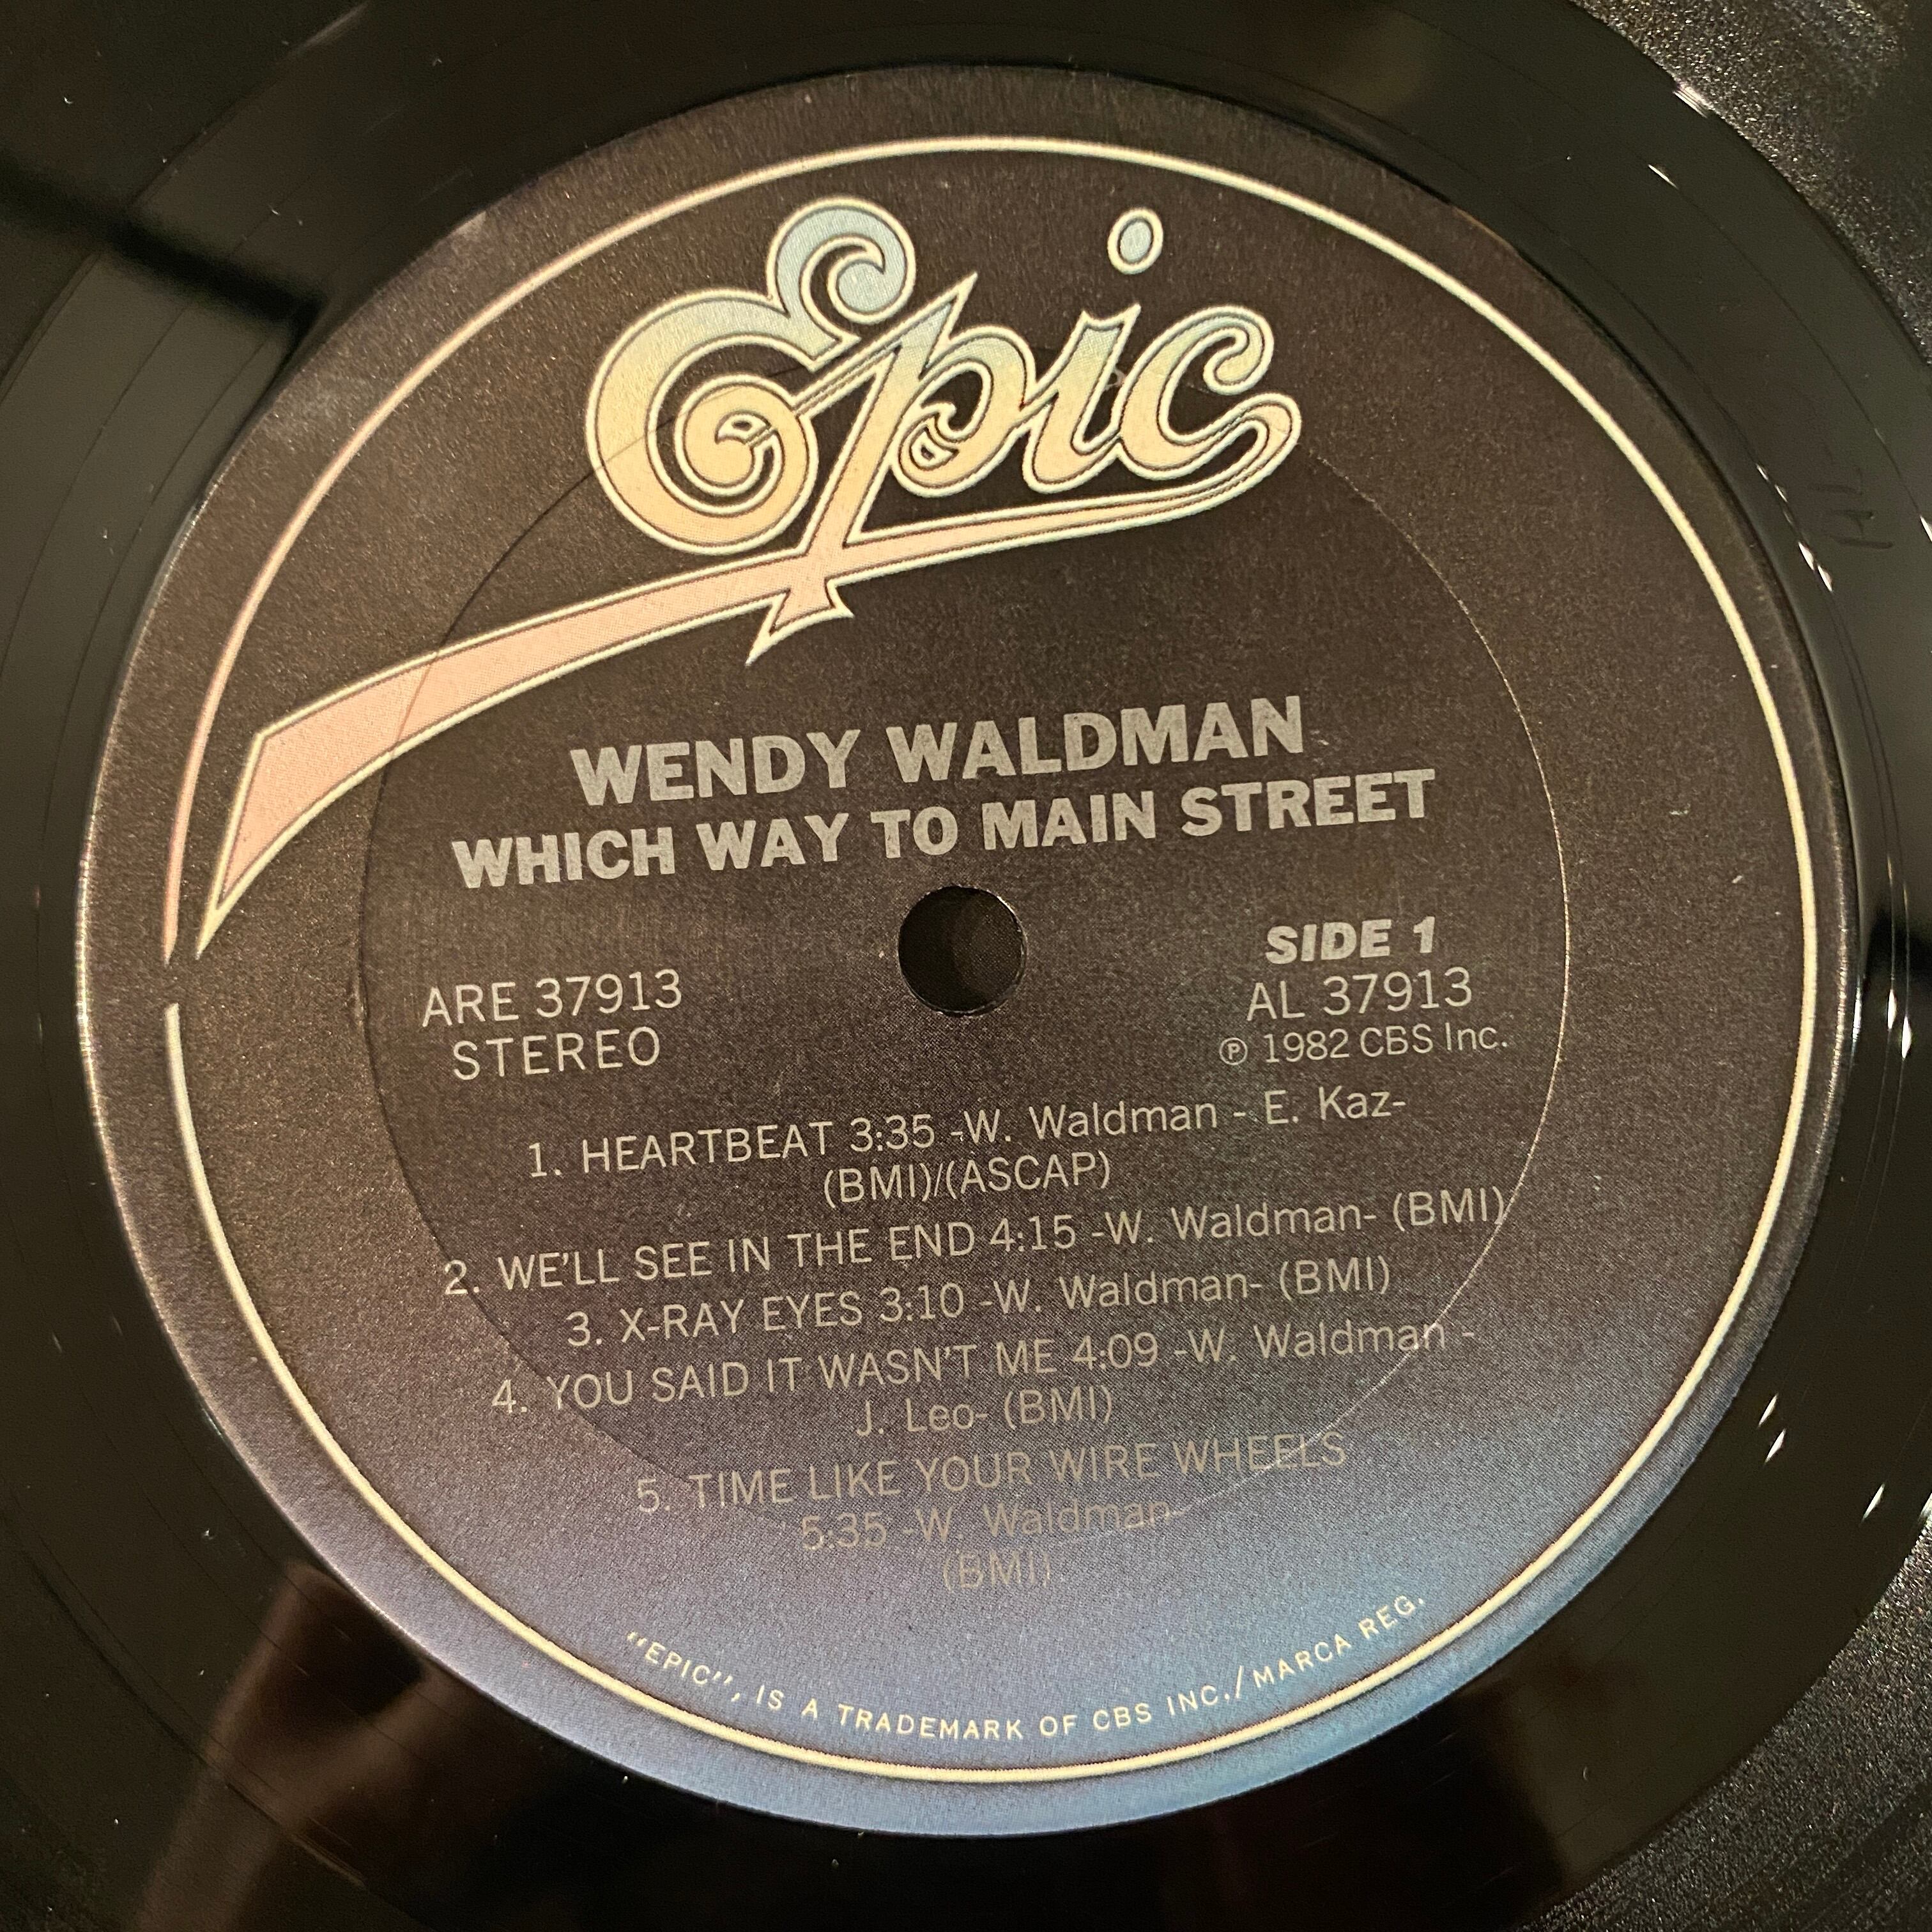 Epic
WENDY WALDMAN
WHICH WAY TO MAIN STREET
SIDE 1
ARE 37913
AL 37913
STEREO
℗ 1982 CBS Inc.
1. HEARTBEAT 3:35 -W. Waldman - E. Kaz-
(BMI)/(ASCAP)
2. WE'LL SEE IN THE END 4:15 -W. Waldman- (BMI)
3. X-RAY EYES 3:10 -W. Waldman- (BMI)
4. YOU SAID IT WASN'T ME 4:09 -W. Waldman -
J. Leo- (BMI)
5. TIME LIKE YOUR WIRE WHEELS
5:35 -W. Waldman-
(BMI)
"EPIC", IS A TRADEMARK OF CBS INC./MARCA REG.